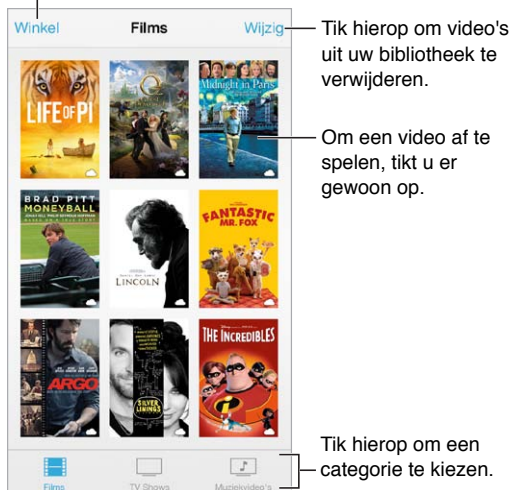 Winkel
Films
Wijzig
Tik hierop om video's
uit uw bibliotheek te
verwijderen.
LIFE OF PI
OZ
Midnight in Paris
Om een video af te
spelen, tikt u er
gewoon op.
BRAD PITT
MONEYBALL
LINCOLN
FANTASTIC
MR. FOX
ARGO
SILVER
LININGS
THE INCREDIBLES
Tik hierop om een
categorie te kiezen.
Films
TV Shows
Muziekvideo's